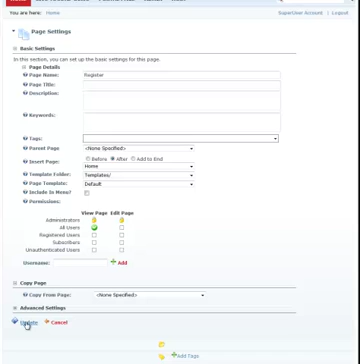 You are here: Home
SuperUser Account | Logout
Page Settings
Basic Settings
In this section, you can set up the basic settings for this page.
Page Details
Page Name: Register
Page Title:
Description:
Keywords:
Tags:
Parent Page <None Specified>
Insert Page: Before After Add to End
Home
Template Folder: Templates/
Page Template: Default
Include In Menu?
Permissions:
View Page Edit Page
Administrators
All Users
Registered Users
Subscribers
Unauthenticated Users
Username: Add
Copy Page
Copy From Page: <None Specified>
Advanced Settings
Update Cancel
Add Tags